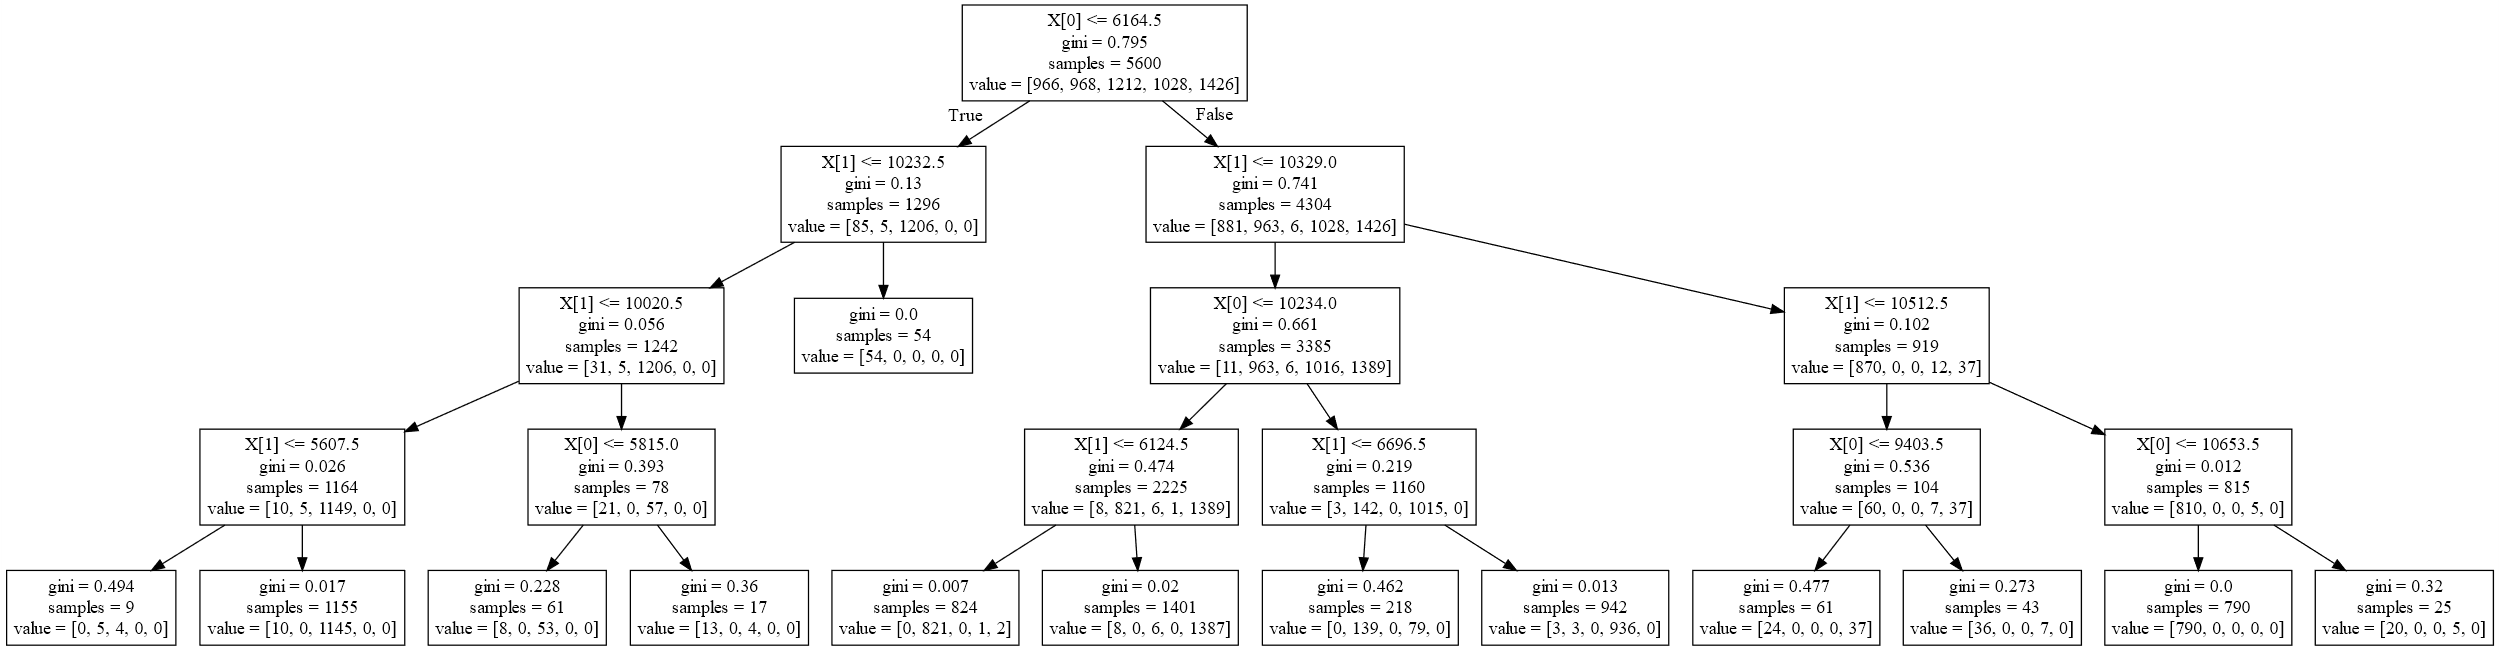 X[0] <= 6164.5
gini = 0.795
samples = 5600
value = [966, 968, 1212, 1028, 1426]
True
False
X[1] <= 10232.5
gini = 0.13
samples = 1296
value = [85, 5, 1206, 0, 0]
X[1] <= 10329.0
gini = 0.741
samples = 4304
value = [881, 963, 6, 1028, 1426]
X[1] <= 10020.5
gini = 0.056
samples = 1242
value = [31, 5, 1206, 0, 0]
gini = 0.0
samples = 54
value = [54, 0, 0, 0, 0]
X[0] <= 10234.0
gini = 0.661
samples = 3385
value = [11, 963, 6, 1016, 1389]
X[1] <= 10512.5
gini = 0.102
samples = 919
value = [870, 0, 0, 12, 37]
X[1] <= 5607.5
gini = 0.026
samples = 1164
value = [10, 5, 1149, 0, 0]
X[0] <= 5815.0
gini = 0.393
samples = 78
value = [21, 0, 57, 0, 0]
X[1] <= 6124.5
gini = 0.474
samples = 2225
value = [8, 821, 6, 1, 1389]
X[1] <= 6696.5
gini = 0.219
samples = 1160
value = [3, 142, 0, 1015, 0]
X[0] <= 9403.5
gini = 0.536
samples = 104
value = [60, 0, 0, 7, 37]
X[0] <= 10653.5
gini = 0.012
samples = 815
value = [810, 0, 0, 5, 0]
gini = 0.494
samples = 9
value = [0, 5, 4, 0, 0]
gini = 0.017
samples = 1155
value = [10, 0, 1145, 0, 0]
gini = 0.228
samples = 61
value = [8, 0, 53, 0, 0]
gini = 0.36
samples = 17
value = [13, 0, 4, 0, 0]
gini = 0.007
samples = 824
value = [0, 821, 0, 1, 2]
gini = 0.02
samples = 1401
value = [8, 0, 6, 0, 1387]
gini = 0.462
samples = 218
value = [0, 139, 0, 79, 0]
gini = 0.013
samples = 942
value = [3, 3, 0, 936, 0]
gini = 0.477
samples = 61
value = [24, 0, 0, 0, 37]
gini = 0.273
samples = 43
value = [36, 0, 0, 7, 0]
gini = 0.0
samples = 790
value = [790, 0, 0, 0, 0]
gini = 0.32
samples = 25
value = [20, 0, 0, 5, 0]